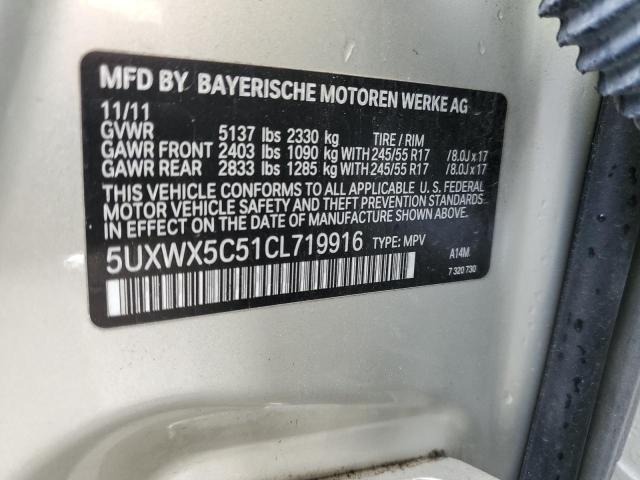 MFD BY BAYERISCHE MOTOREN WERKE AG
11/11
GVWR 5137 lbs 2330 kg TIRE / RIM
GAWR FRONT 2403 lbs 1090 kg WITH 245/55 R17 / 8.0J x 17
GAWR REAR 2833 lbs 1285 kg WITH 245/55 R17 / 8.0J x 17
THIS VEHICLE CONFORMS TO ALL APPLICABLE U. S. FEDERAL
MOTOR VEHICLE SAFETY AND THEFT PREVENTION STANDARDS
IN EFFECT ON THE DATE OF MANUFACTURE SHOWN ABOVE.
5UXWX5C51CL719916 TYPE: MPV
A14M
7 320 730